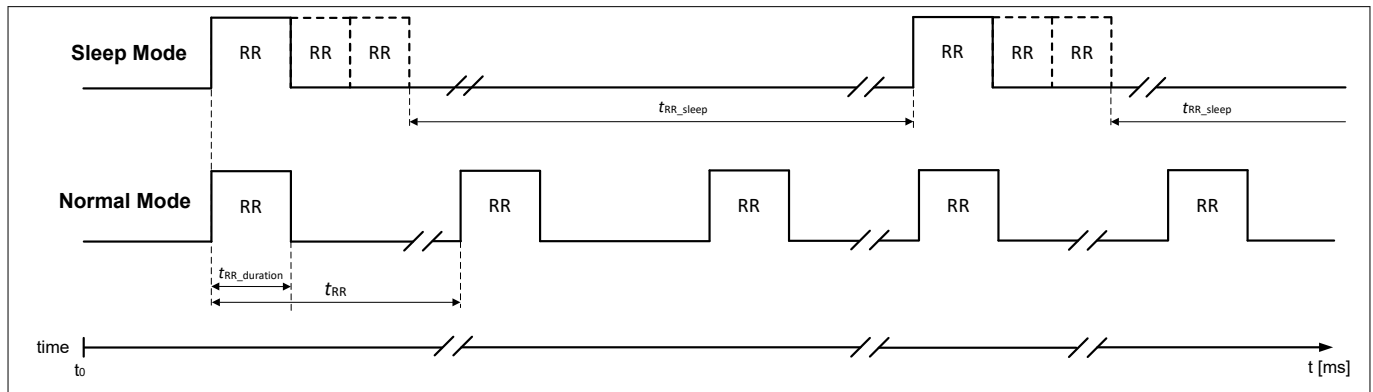 Sleep Mode
RR RR RR RR RR RR
tRR_sleep tRR_sleep
Normal Mode
RR RR RR RR RR
tRR_duration
tRR
time
t0 t [ms]